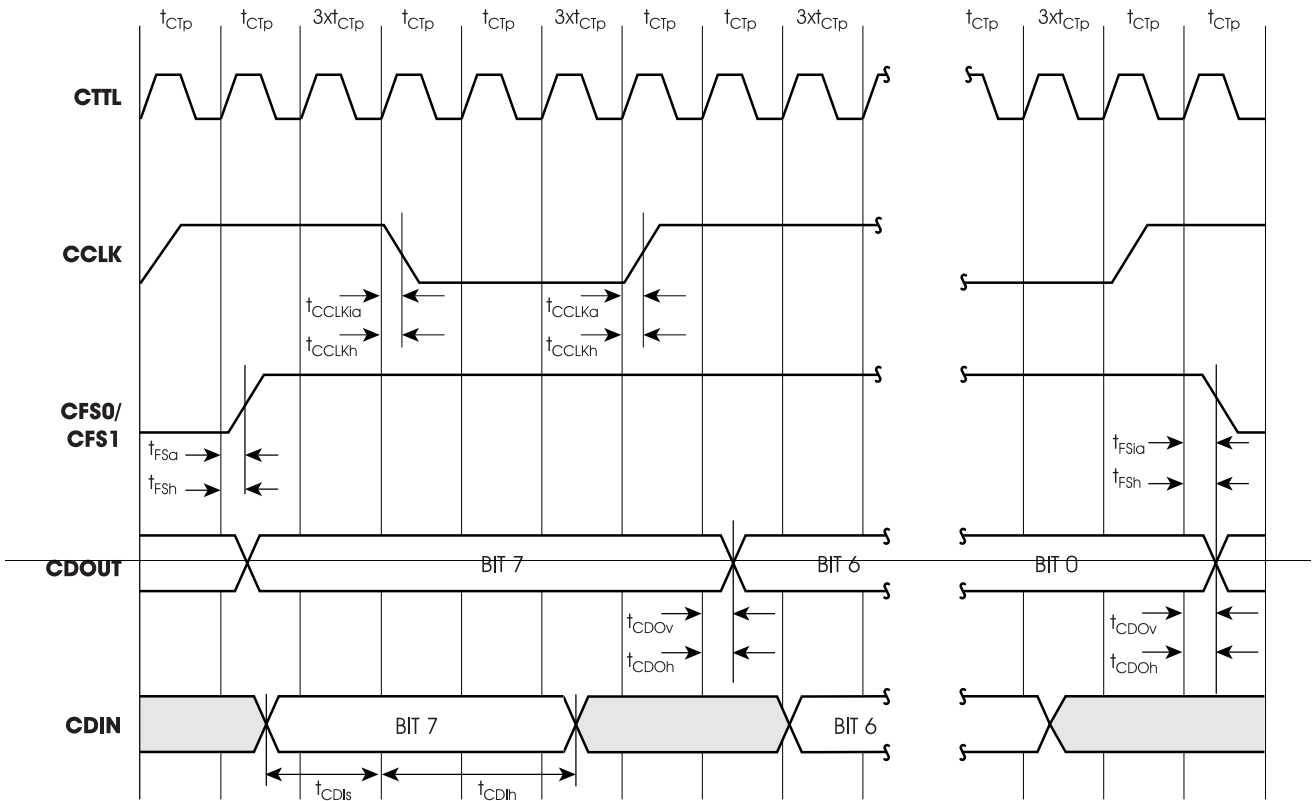 tCTp tCTp 3xtCTp tCTp tCTp 3xtCTp tCTp tCTp 3xtCTp tCTp 3xtCTp tCTp tCTp
CTTL
CCLK
tCCLKia tCCLKa
tCCLKh tCCLKh
CFS0/
CFS1
tFSa tFSia
tFSh tFSh
CDOUT BIT 7 BIT 6 BIT 0
tCDOv tCDOv
tCDOh tCDOh
CDIN BIT 7 BIT 6
tCDIs tCDIh